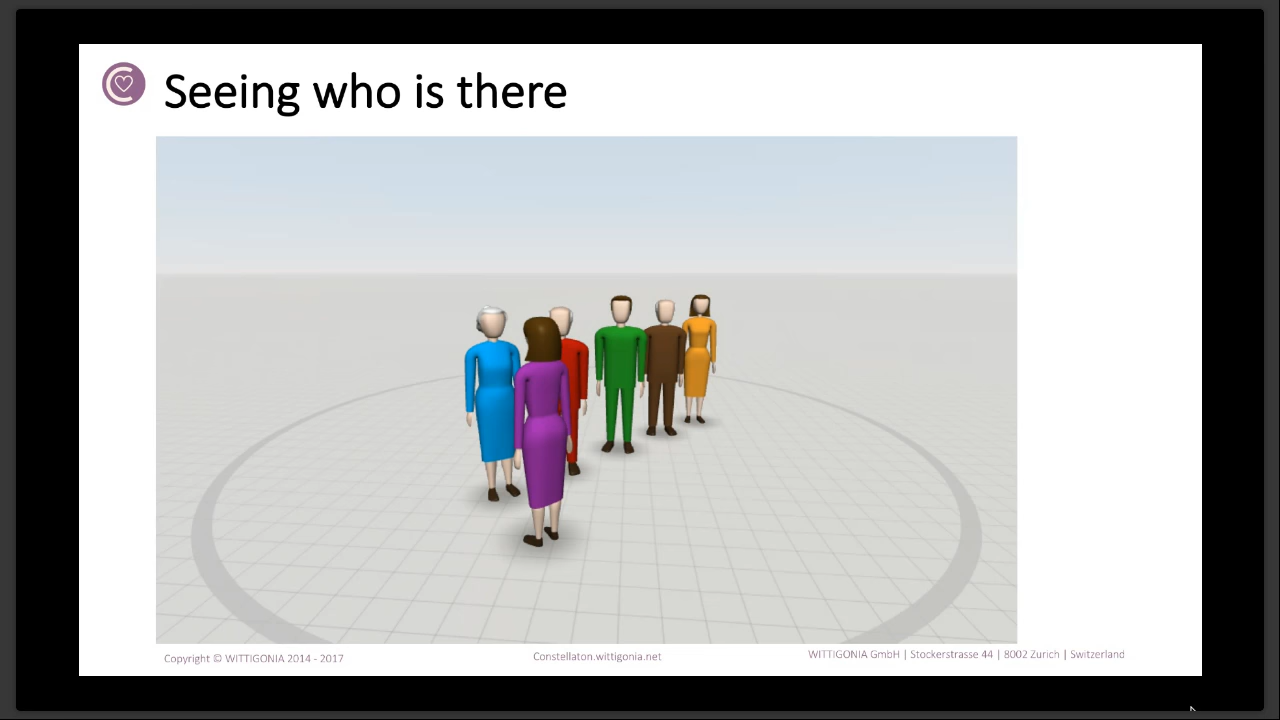 Seeing who is there
Copyright © WITTIGONIA 2014 - 2017
Constellaton.wittigonia.net
WITTIGONIA GmbH | Stockerstrasse 44 | 8002 Zurich | Switzerland